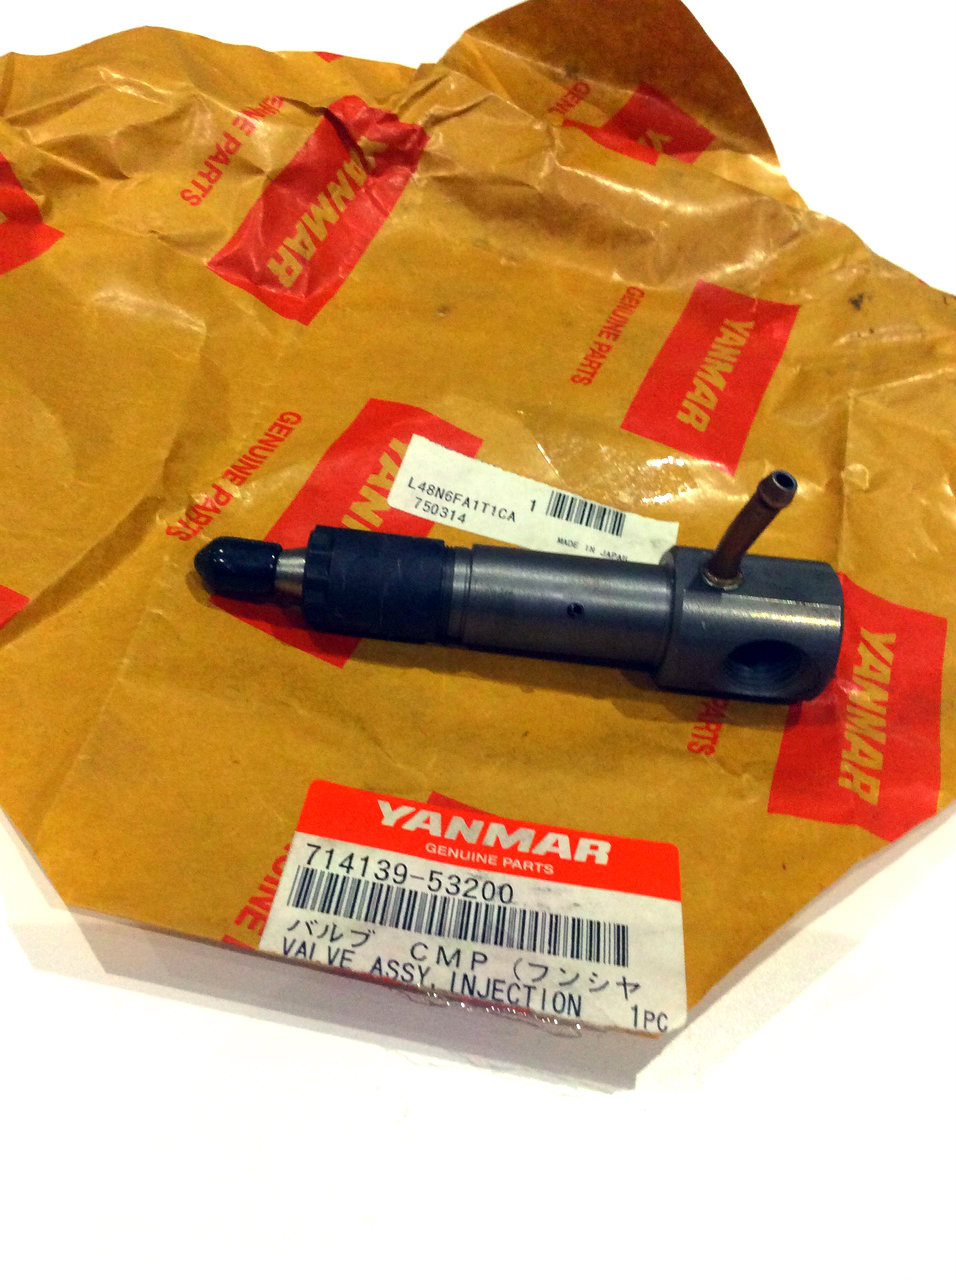 GENUINE PARTS
YANMAR
GENUINE PARTS
YANMAR
GENUINE PARTS
YANMAR
GENUINE PARTS
L48N6FA1T1CA 1
750314
MADE IN JAPAN
YANMAR
PARTS
YANMAR
GENUINE PARTS
714139-53200
バルブ CMP (フンシヤ
VALVE ASSY, INJECTION 1PC